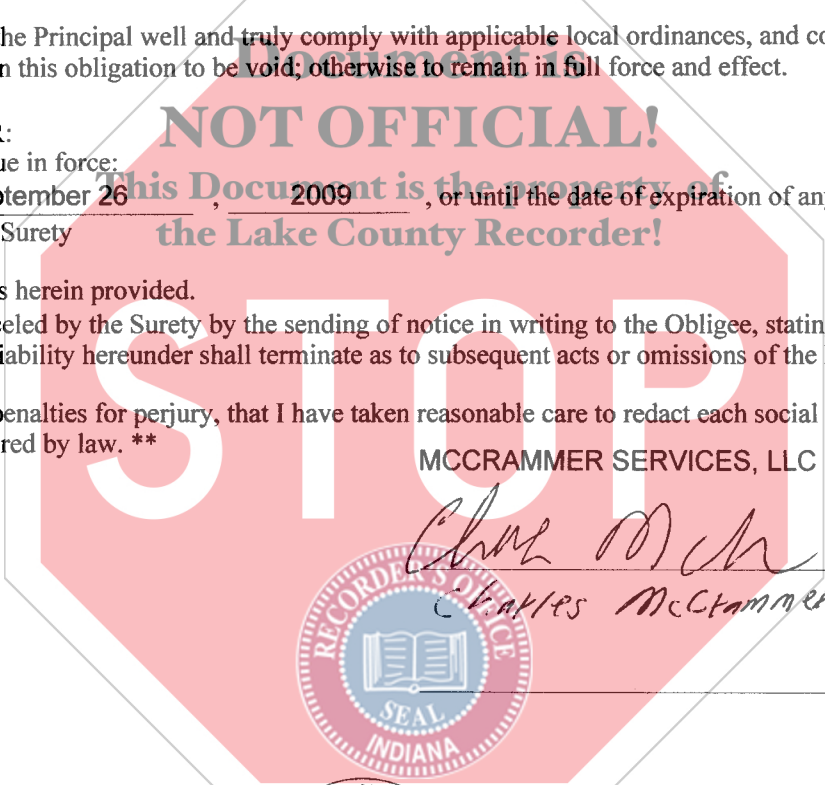 he Principal well and truly comply with applicable local ordinances, and co
Document is
n this obligation to be void; otherwise to remain in full force and effect.
NOT OFFICIAL!
R:
ue in force:
This Document is the property of
otember 26 , 2009 , or until the date of expiration of any
Surety
the Lake County Recorder!
s herein provided.
eled by the Surety by the sending of notice in writing to the Obligee, statin
iability hereunder shall terminate as to subsequent acts or omissions of the
penalties for perjury, that I have taken reasonable care to redact each social
red by law. **
STOP
MCCRAMMER SERVICES, LLC
Charles McCrammer
RECORDER'S OFFICE
SEAL
INDIANA